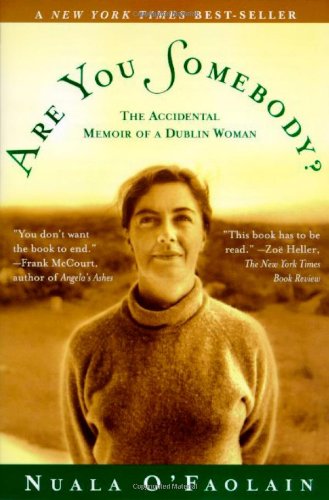 A NEW YORK TIMES BEST-SELLER
ARE YOU SOMEBODY?
THE ACCIDENTAL
MEMOIR OF A DUBLIN WOMAN
"You don't want
the book to end."
—Frank McCourt,
author of Angela's Ashes
"This book has to be
read." —Zoë Heller,
The New York Times
Book Review
NUALA O'FAOLAIN
Copyrighted Material